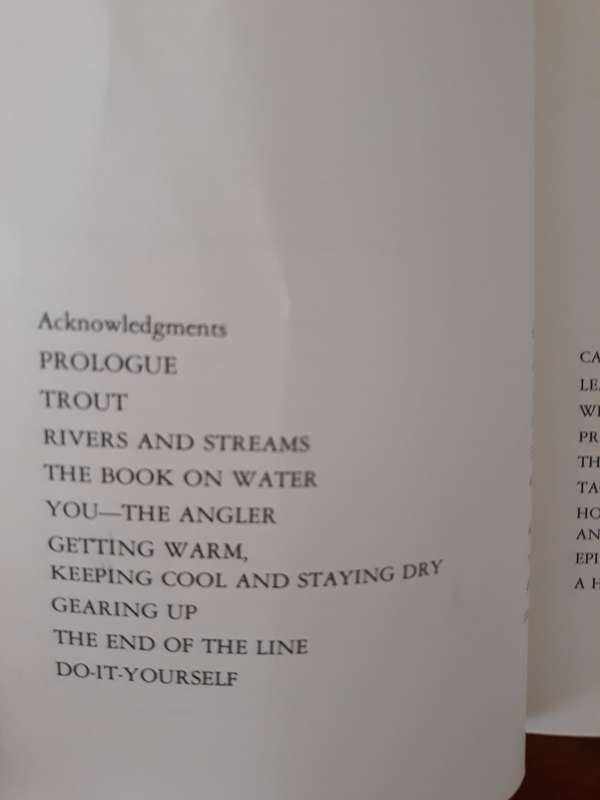 Acknowledgments
PROLOGUE
TROUT
RIVERS AND STREAMS
THE BOOK ON WATER
YOU—THE ANGLER
GETTING WARM,
KEEPING COOL AND STAYING DRY
GEARING UP
THE END OF THE LINE
DO-IT-YOURSELF